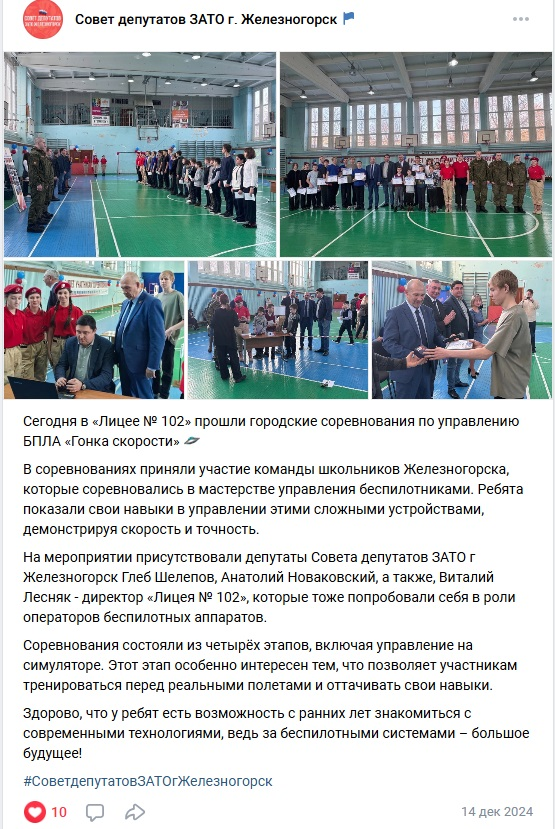 СОВЕТ ДЕПУТАТОВ
ЗАТО ЖЕЛЕЗНОГОРСК
Совет депутатов ЗАТО г. Железногорск
Сегодня в «Лицее № 102» прошли городские соревнования по управлению
БПЛА «Гонка скорости»
В соревнованиях приняли участие команды школьников Железногорска,
которые соревновались в мастерстве управления беспилотниками. Ребята
показали свои навыки в управлении этими сложными устройствами,
демонстрируя скорость и точность.
На мероприятии присутствовали депутаты Совета депутатов ЗАТО г
Железногорск Глеб Шелепов, Анатолий Новаковский, а также, Виталий
Лесняк - директор «Лицея № 102», которые тоже попробовали себя в роли
операторов беспилотных аппаратов.
Соревнования состояли из четырёх этапов, включая управление на
симуляторе. Этот этап особенно интересен тем, что позволяет участникам
тренироваться перед реальными полетами и оттачивать свои навыки.
Здорово, что у ребят есть возможность с ранних лет знакомиться с
современными технологиями, ведь за беспилотными системами – большое
будущее!
#СоветдепутатовЗАТОгЖелезногорск
10
14 дек 2024